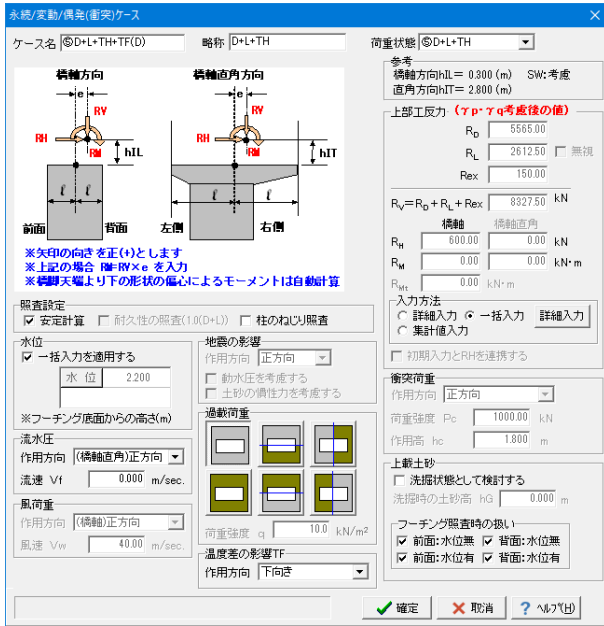 永続/変動/偶発(衝突)ケース
ケース名 ⑤D+L+TH+TF(D) 略称 D+L+TH 荷重状態 ⑤D+L+TH
参考
橋軸方向hIL= 0.300 (m) SW:考慮
直角方向hIT= 2.800 (m)
橋軸方向 橋軸直角方向
e RV RH RM hIL
e RV RH RM hIT
ℓ ℓ ℓ ℓ
前面 背面 左側 右側
※矢印の向きを正(+)とします
※上記の場合 RM-RV×e を入力
※橋脚天端より下の形状の偏心によるモーメントは自動計算
上部工反力 (γp・γq考慮後の値)
RD 5565.00
RL 2612.50 無視
Rex 150.00
RV=RD+RL+Rex 8327.50 kN
橋軸 橋軸直角
RH 600.00 0.00 kN
RM 0.00 0.00 kN・m
RMt 0.00 kN・m
入力方法
詳細入力 一括入力 詳細入力
集計値入力
初期入力とRHを連携する
照査設定
安定計算 耐久性の照査(1.0(D+L)) 柱のねじり照査
水位
一括入力を適用する
水 位 2.200
※フーチング底面からの高さ(m)
流水圧
作用方向 (橋軸直角)正方向
流速 Vf 0.000 m/sec.
風荷重
作用方向 (橋軸)正方向
風速 Vw 40.00 m/sec.
地震の影響
作用方向 正方向
動水圧を考慮する
土砂の慣性力を考慮する
過載荷重
荷重強度 q 10.0 kN/m²
温度差の影響TF
作用方向 下向き
衝突荷重
作用方向 正方向
荷重強度 Pc 1000.00 kN
作用高 hc 1.800 m
上載土砂
洗掘状態として検討する
洗掘時の土砂高 hG 0.000 m
フーチング照査時の扱い
前面:水位無 背面:水位無
前面:水位有 背面:水位有
確定 取消 ? ヘルプ(H)